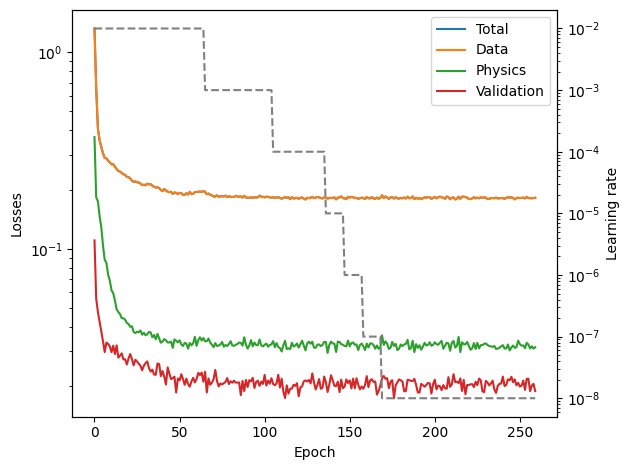 Total
Data
Physics
Validation
10⁰
10⁻¹
Losses
0
50
100
150
200
250
Epoch
10⁻²
10⁻³
10⁻⁴
10⁻⁵
10⁻⁶
10⁻⁷
10⁻⁸
Learning rate